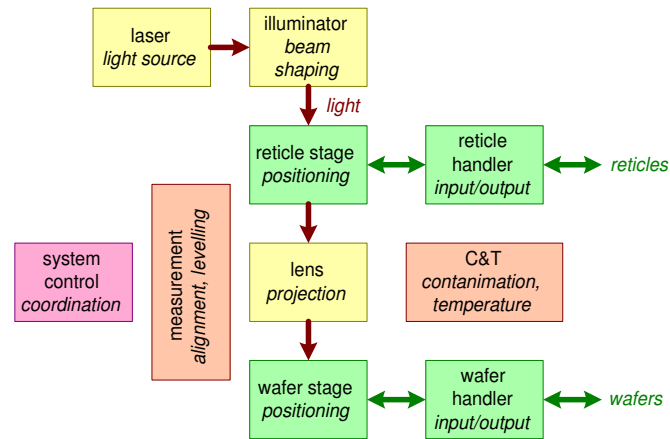 laser
light source
illuminator
beam
shaping
light
reticle stage
positioning
reticle
handler
input/output
reticles
system
control
coordination
measurement
alignment, levelling
lens
projection
C&T
contanimation,
temperature
wafer stage
positioning
wafer
handler
input/output
wafers